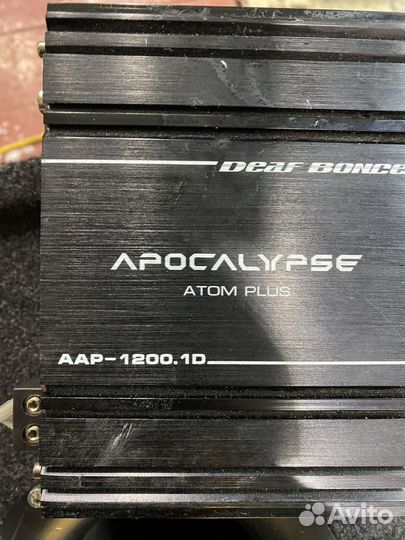 Deaf Bonce
APOCALYPSE
ATOM PLUS
AAP-1200.1D
Avito